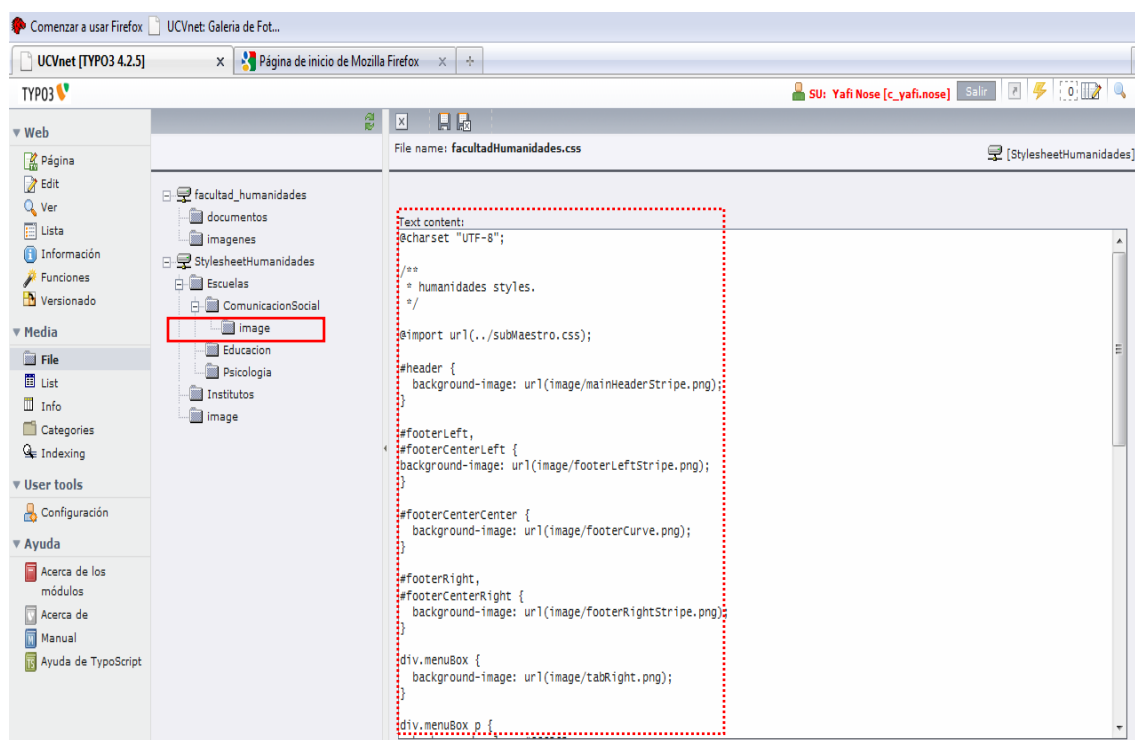 Comenzar a usar Firefox UCVnet: Galeria de Fot...
UCVnet [TYPO3 4.2.5] x Página de inicio de Mozilla Firefox x +
TYPO3 SU: Yafi Nose [c_yafi.nose] Salir 0
Web
Página
Edit
Ver
Lista
Información
Funciones
Versionado
Media
File
List
Info
Categories
Indexing
User tools
Configuración
Ayuda
Acerca de los
módulos
Acerca de
Manual
Ayuda de TypoScript
facultad_humanidades
documentos
imagenes
StylesheetHumanidades
Escuelas
ComunicacionSocial
image
Educacion
Psicologia
Institutos
image
File name: facultadHumanidades.css [StylesheetHumanidades]
Text content:
@charset "UTF-8";
/**
* humanidades styles.
*/
@import url(../subMaestro.css);
#header {
background-image: url(image/mainHeaderStripe.png);
}
#footerLeft,
#footerCenterLeft {
background-image: url(image/footerLeftStripe.png);
}
#footerCenterCenter {
background-image: url(image/footerCurve.png);
}
#footerRight,
#footerCenterRight {
background-image: url(image/footerRightStripe.png);
}
div.menuBox {
background-image: url(image/tabRight.png);
}
div.menuBox p {